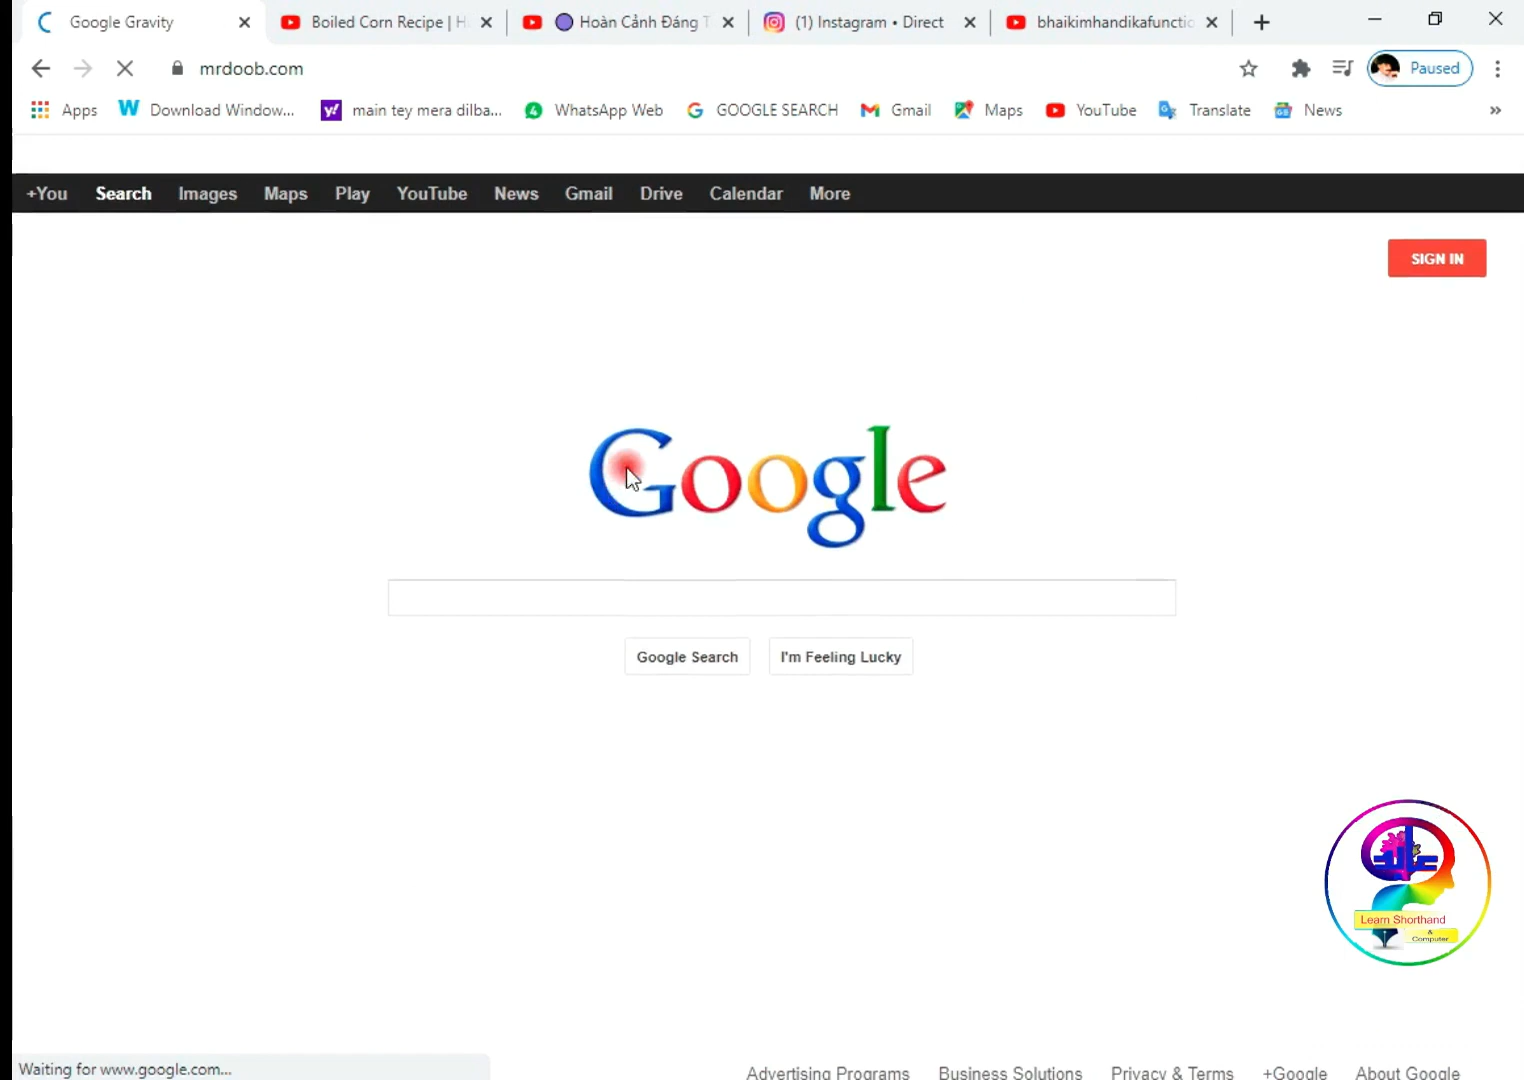 Google Gravity
Boiled Corn Recipe | H
Hoàn Cảnh Đáng T
(1) Instagram • Direct
bhaikimhandikafunctio
mrdoob.com
Paused
Apps
Download Window...
main tey mera dilba...
WhatsApp Web
GOOGLE SEARCH
Gmail
Maps
YouTube
Translate
News
+You Search Images Maps Play YouTube News Gmail Drive Calendar More
SIGN IN
Google
Google Search I'm Feeling Lucky
Learn Shorthand
&
Computer
Waiting for www.google.com...
Advertising Programs Business Solutions Privacy & Terms +Google About Google